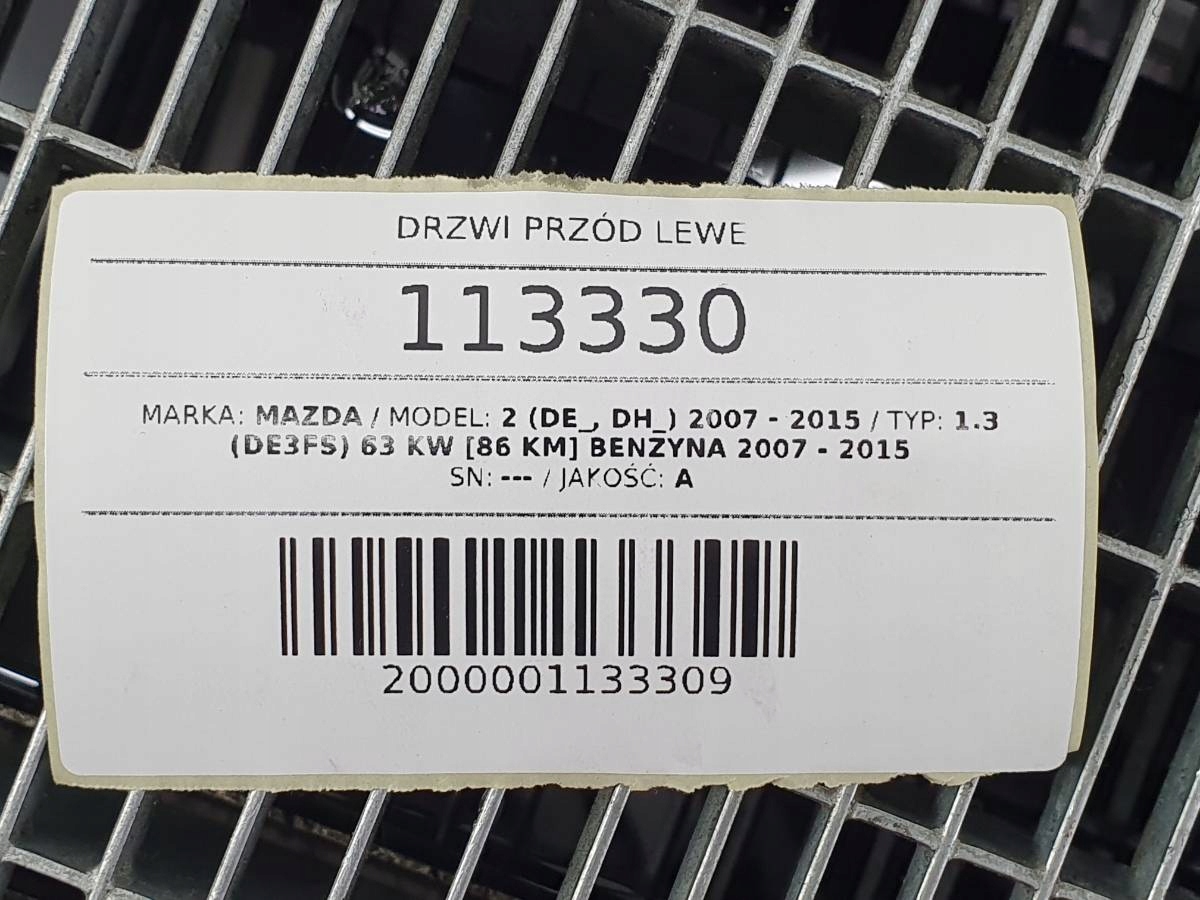 DRZWI PRZÓD LEWE
113330
MARKA: MAZDA / MODEL: 2 (DE_, DH_) 2007 - 2015 / TYP: 1.3
(DE3FS) 63 KW [86 KM] BENZYNA 2007 - 2015
SN: --- / JAKOŚĆ: A
2000001133309